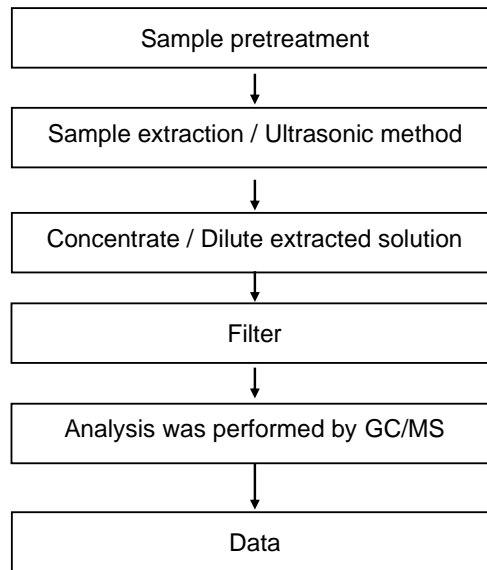 Sample pretreatment
Sample extraction / Ultrasonic method
Concentrate / Dilute extracted solution
Filter
Analysis was performed by GC/MS
Data